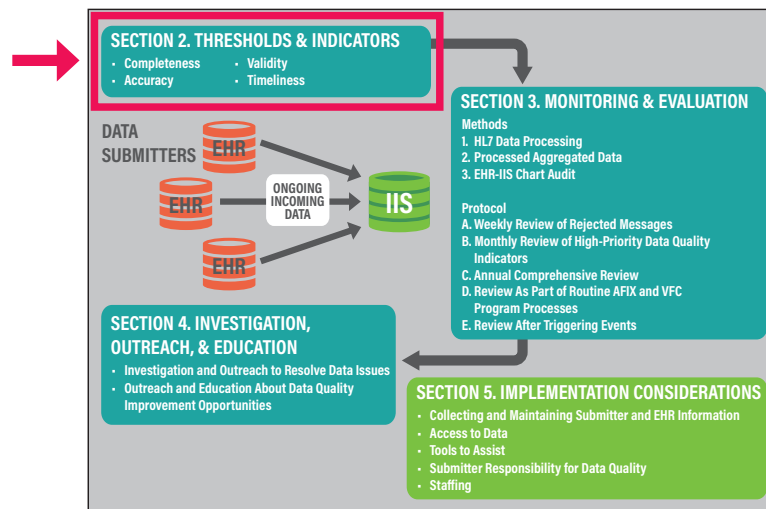 SECTION 2. THRESHOLDS & INDICATORS
• Completeness • Validity
• Accuracy • Timeliness
DATA
SUBMITTERS
EHR
EHR
EHR
ONGOING
INCOMING
DATA
IIS
SECTION 3. MONITORING & EVALUATION
Methods
1. HL7 Data Processing
2. Processed Aggregated Data
3. EHR-IIS Chart Audit
Protocol
A. Weekly Review of Rejected Messages
B. Monthly Review of High-Priority Data Quality
Indicators
C. Annual Comprehensive Review
D. Review As Part of Routine AFIX and VFC
Program Processes
E. Review After Triggering Events
SECTION 4. INVESTIGATION,
OUTREACH, & EDUCATION
• Investigation and Outreach to Resolve Data Issues
• Outreach and Education About Data Quality
Improvement Opportunities
SECTION 5. IMPLEMENTATION CONSIDERATIONS
• Collecting and Maintaining Submitter and EHR Information
• Access to Data
• Tools to Assist
• Submitter Responsibility for Data Quality
• Staffing